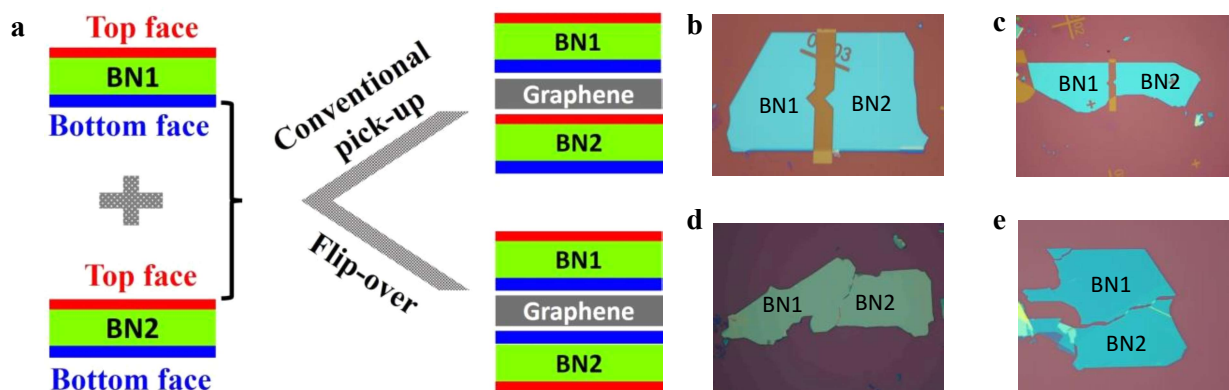 a
Top face
BN1
Bottom face
Top face
BN2
Bottom face
Conventional
pick-up
Flip-over
BN1
Graphene
BN2
BN1
Graphene
BN2
b
BN1
BN2
c
BN1
BN2
d
BN1
BN2
e
BN1
BN2